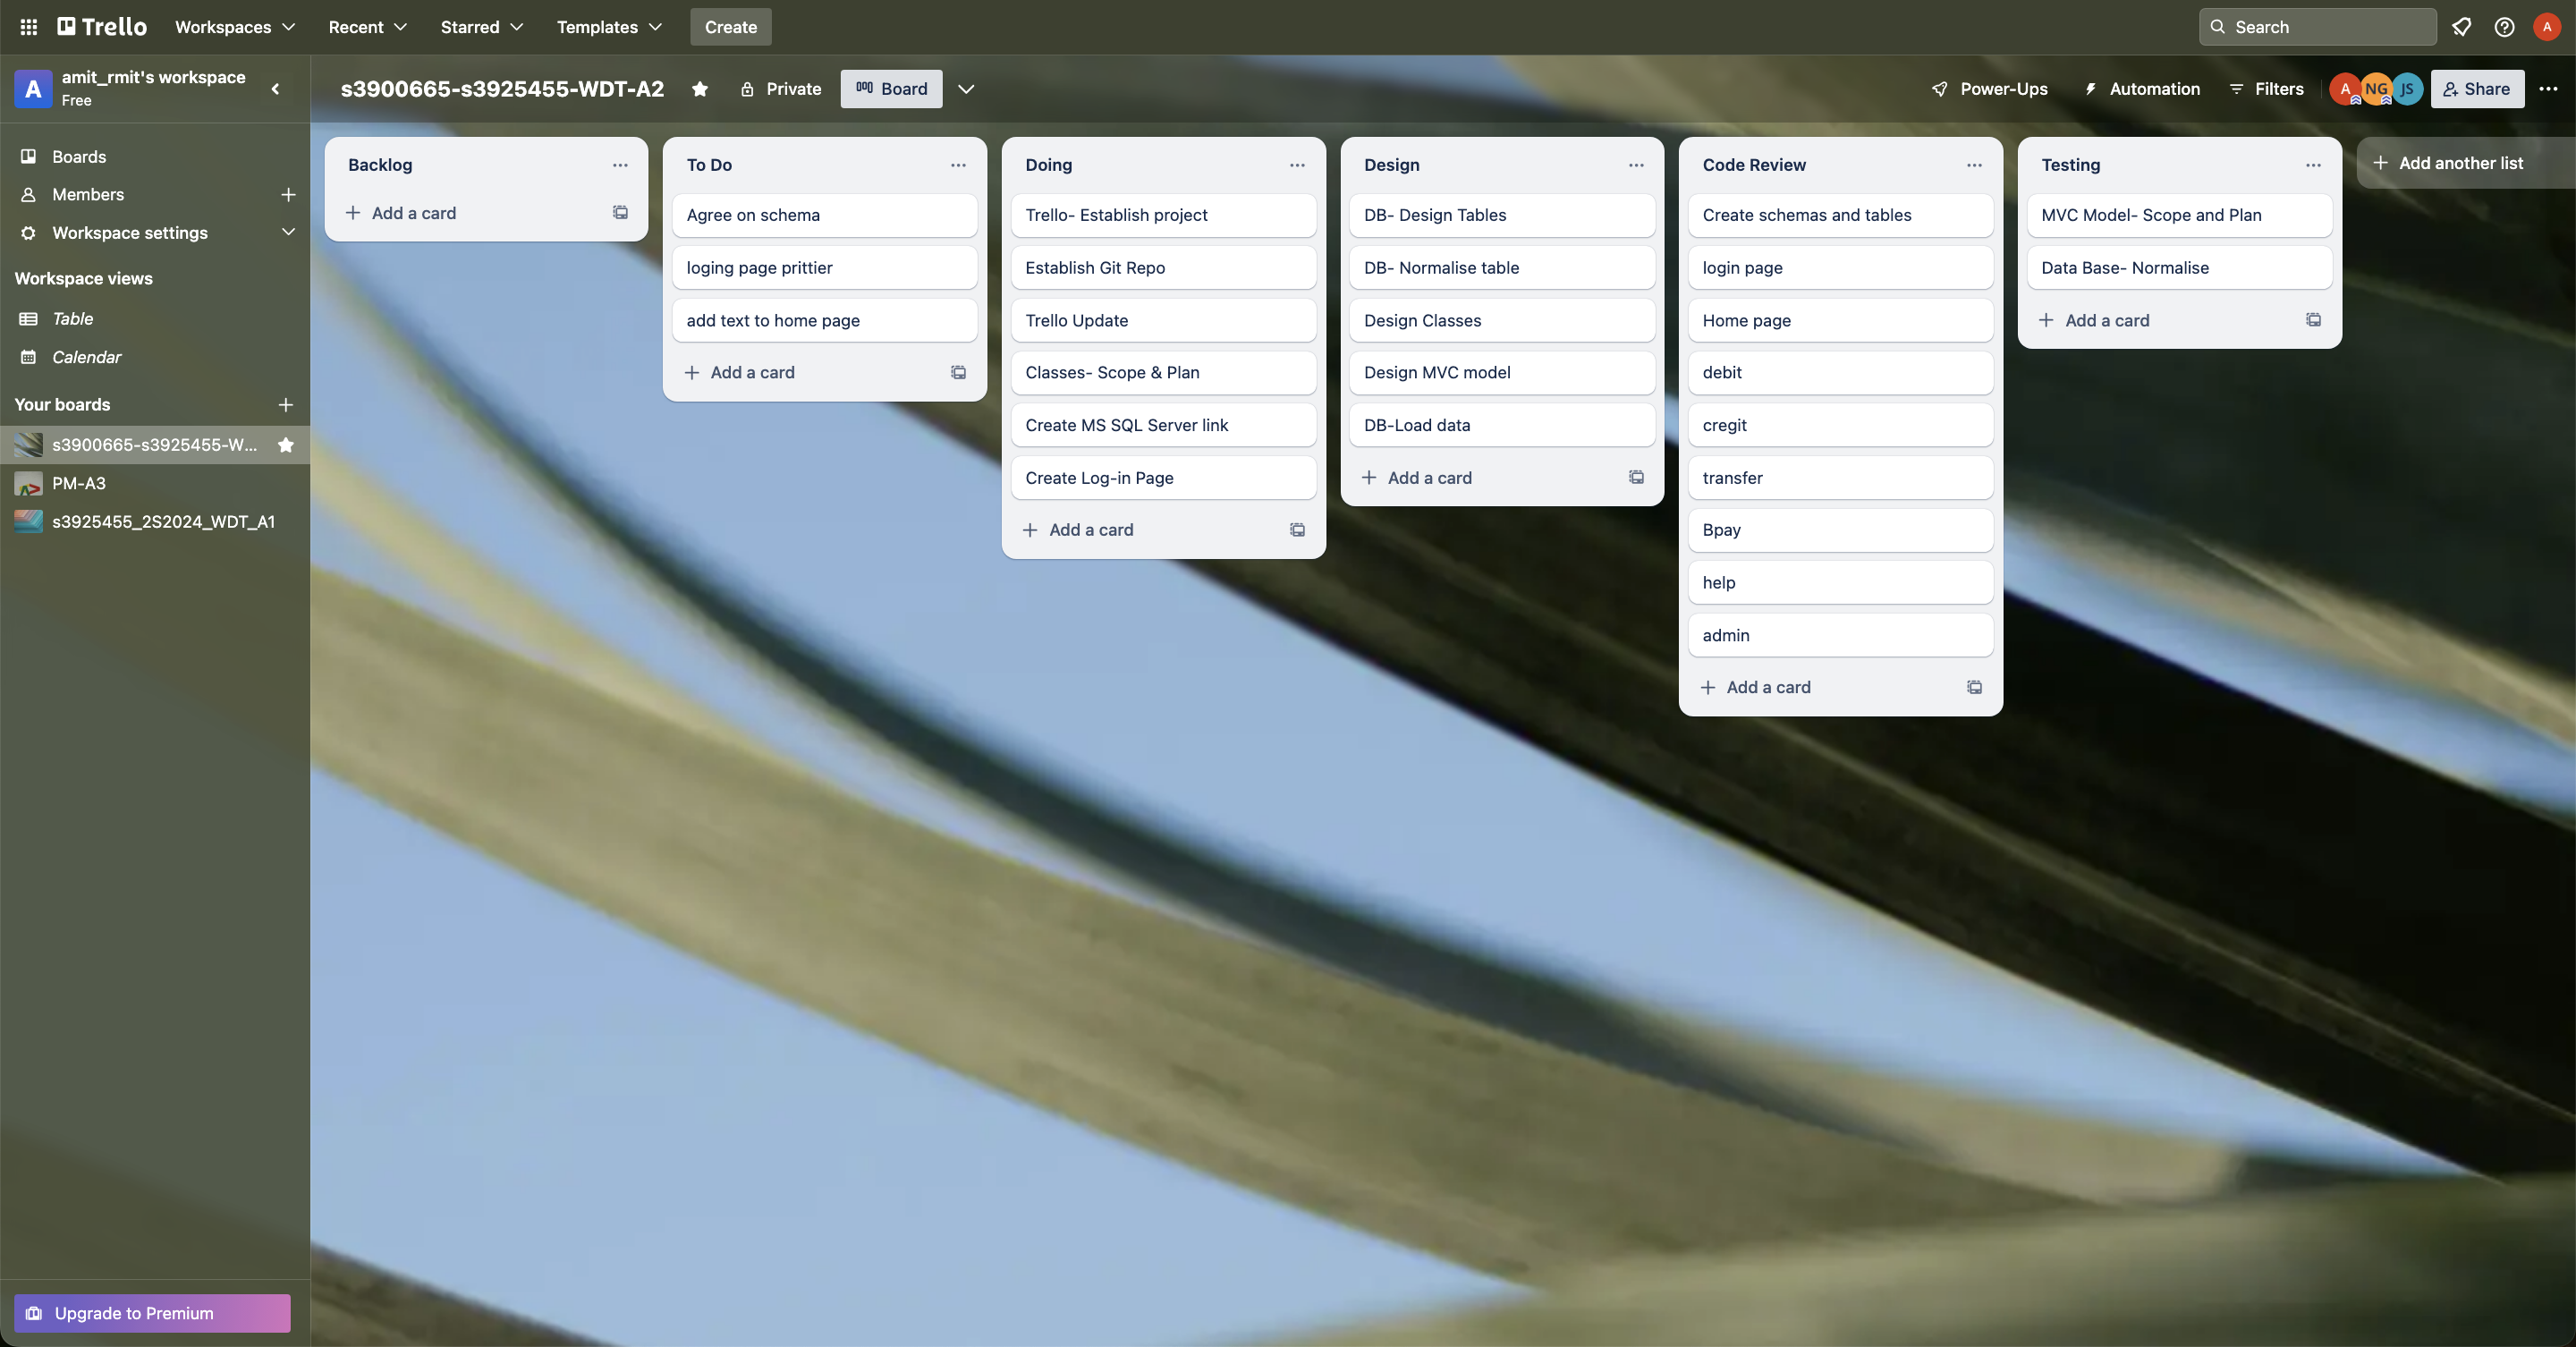 Trello
Workspaces
Recent
Starred
Templates
Create
Search
A
A
amit_rmit's workspace
Free
s3900665-s3925455-WDT-A2
Private
Board
Power-Ups
Automation
Filters
A
NG
JS
Share
Boards
Members
Workspace settings
Workspace views
Table
Calendar
Your boards
s3900665-s3925455-W...
PM-A3
s3925455_2S2024_WDT_A1
Upgrade to Premium
Backlog
Add a card
To Do
Agree on schema
loging page prittier
add text to home page
Add a card
Doing
Trello- Establish project
Establish Git Repo
Trello Update
Classes- Scope & Plan
Create MS SQL Server link
Create Log-in Page
Add a card
Design
DB- Design Tables
DB- Normalise table
Design Classes
Design MVC model
DB-Load data
Add a card
Code Review
Create schemas and tables
login page
Home page
debit
cregit
transfer
Bpay
help
admin
Add a card
Testing
MVC Model- Scope and Plan
Data Base- Normalise
Add a card
Add another list